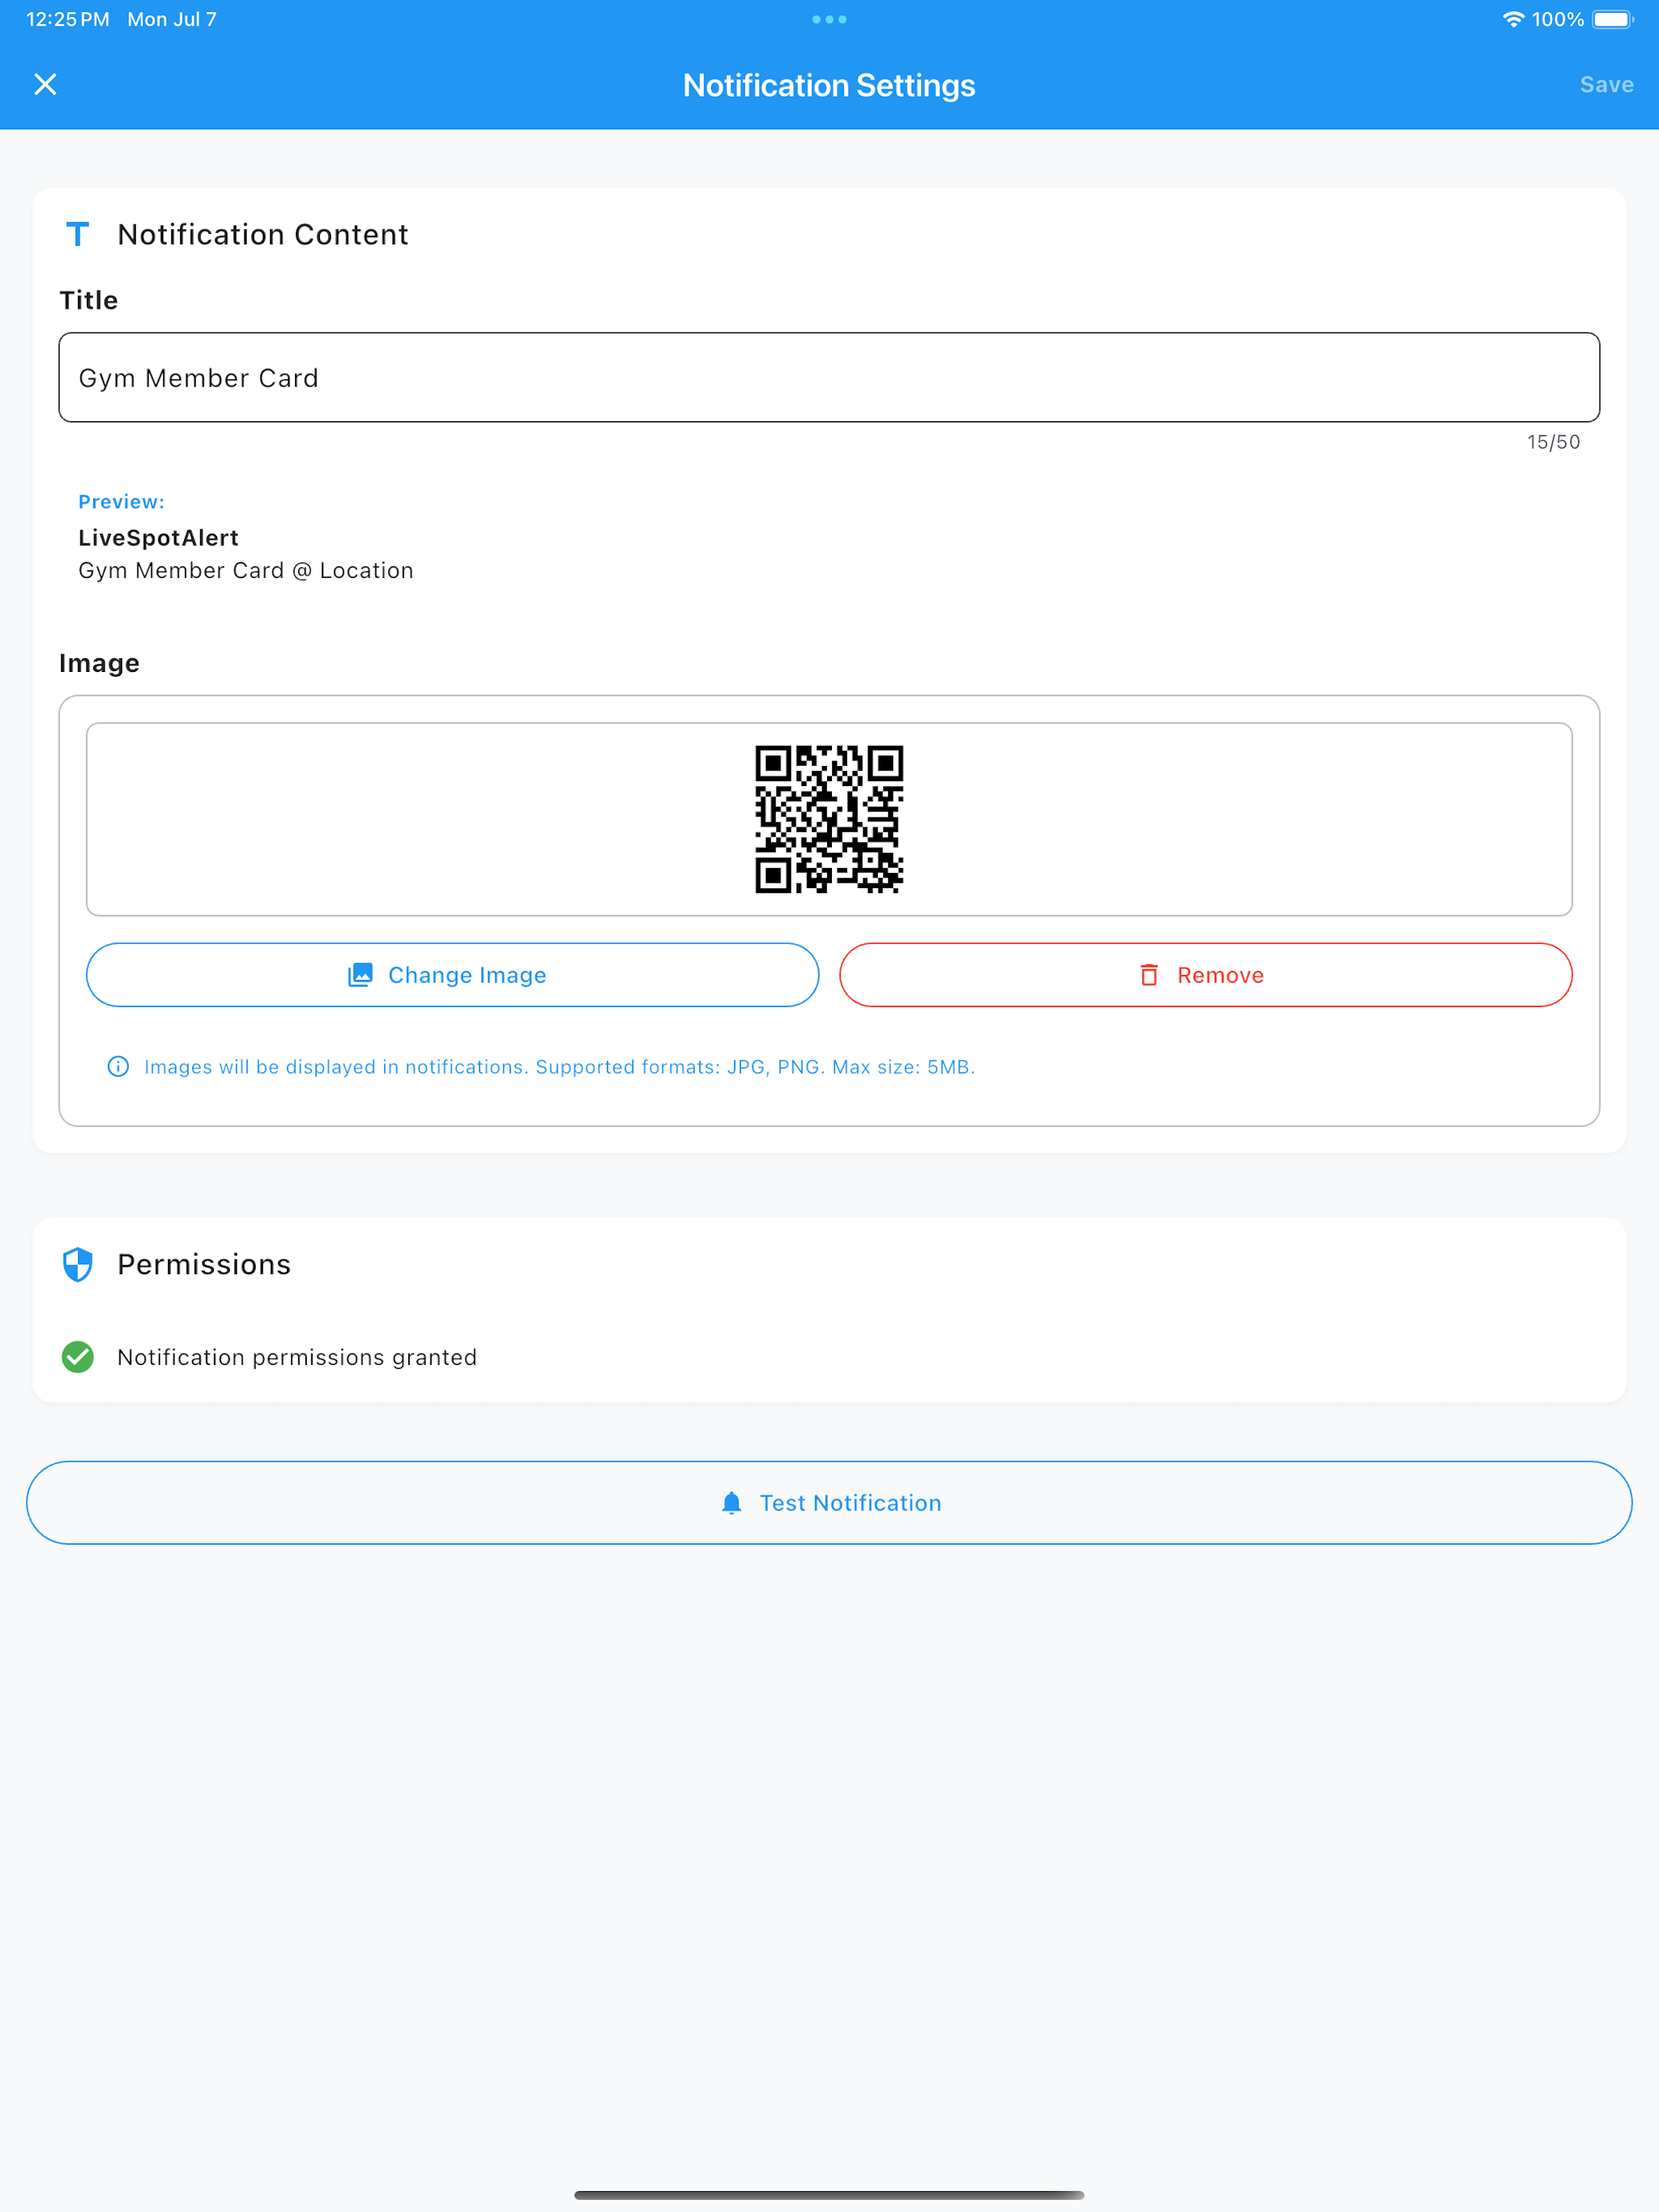 12:25 PM Mon Jul 7
100%
Notification Settings
Save
Notification Content
Title
Gym Member Card
15/50
Preview:
LiveSpotAlert
Gym Member Card @ Location
Image
Change Image
Remove
Images will be displayed in notifications. Supported formats: JPG, PNG. Max size: 5MB.
Permissions
Notification permissions granted
Test Notification